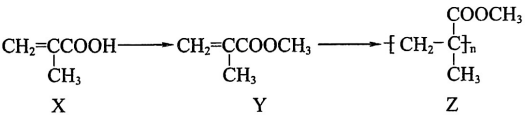 COOCH₃
CH₂=CCOOH → CH₂=CCOOCH₃ → -[CH₂-C]ₙ-
CH₃ CH₃ CH₃
X Y Z